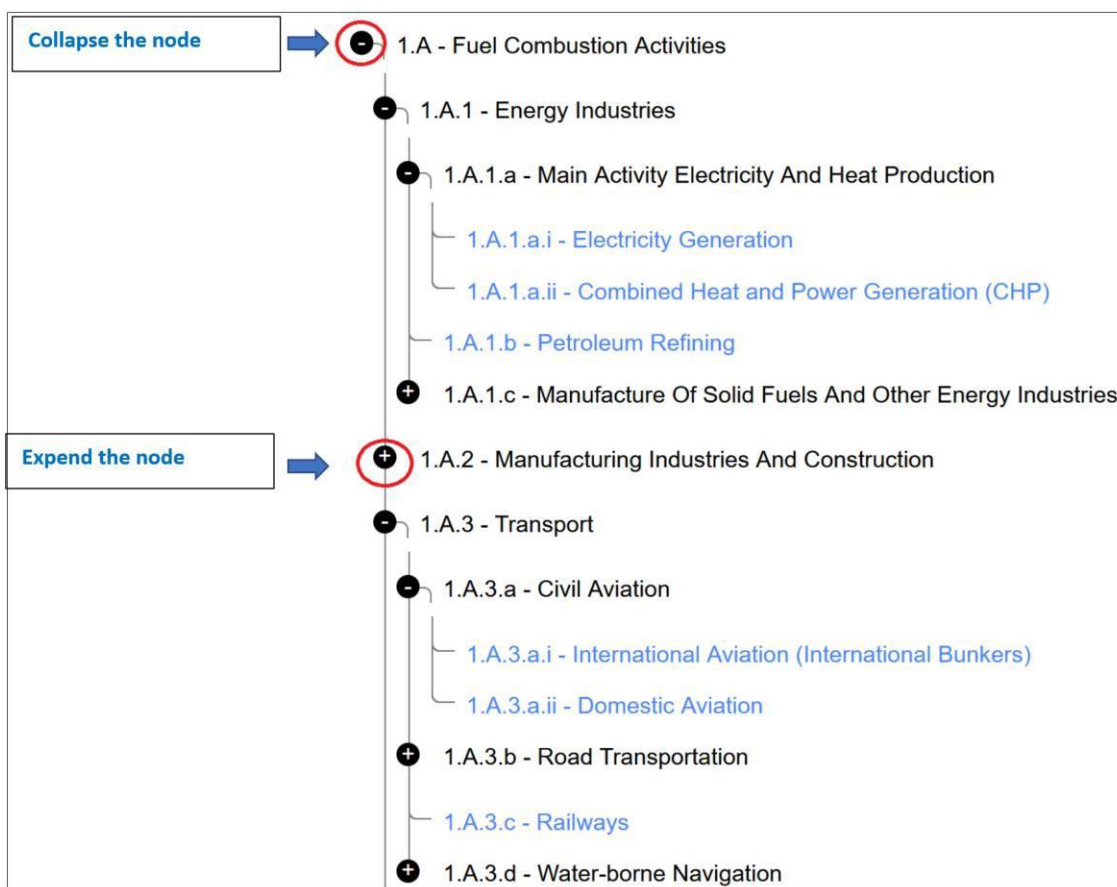 Collapse the node
1.A - Fuel Combustion Activities
1.A.1 - Energy Industries
1.A.1.a - Main Activity Electricity And Heat Production
1.A.1.a.i - Electricity Generation
1.A.1.a.ii - Combined Heat and Power Generation (CHP)
1.A.1.b - Petroleum Refining
1.A.1.c - Manufacture Of Solid Fuels And Other Energy Industries
Expend the node
1.A.2 - Manufacturing Industries And Construction
1.A.3 - Transport
1.A.3.a - Civil Aviation
1.A.3.a.i - International Aviation (International Bunkers)
1.A.3.a.ii - Domestic Aviation
1.A.3.b - Road Transportation
1.A.3.c - Railways
1.A.3.d - Water-borne Navigation